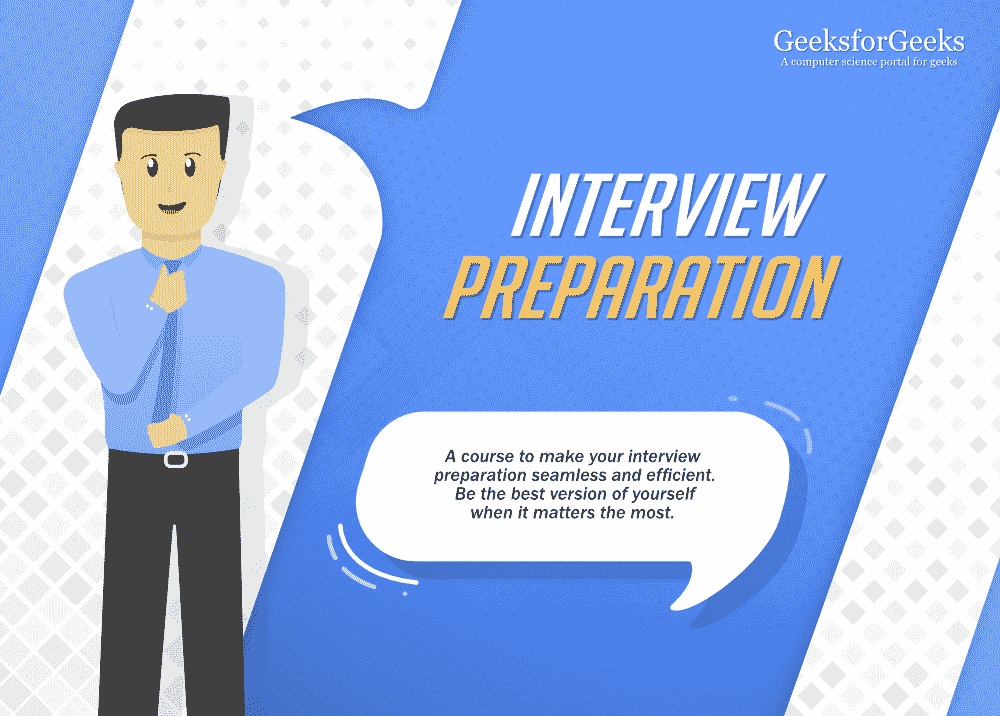 GeeksforGeeks
A computer science portal for geeks
INTERVIEW
PREPARATION
A course to make your interview
preparation seamless and efficient.
Be the best version of yourself
when it matters the most.